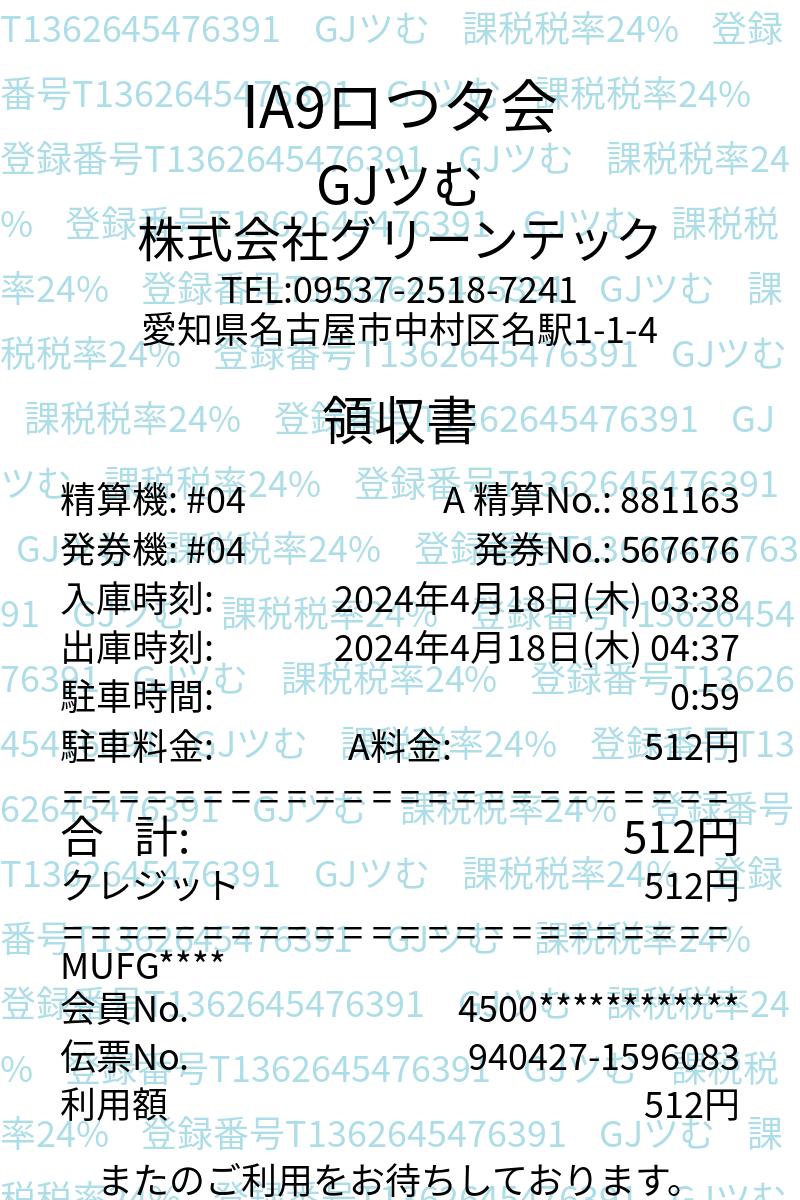 IA9ロつタ会
GJツむ
株式会社グリーンテック
TEL:09537-2518-7241
愛知県名古屋市中村区名駅1-1-4
領収書
精算機: #04 A 精算No.: 881163
発券機: #04 発券No.: 567676
入庫時刻: 2024年4月18日(木) 03:38
出庫時刻: 2024年4月18日(木) 04:37
駐車時間: 0:59
駐車料金: A料金: 512円
========================
合 計: 512円
クレジット 512円
========================
MUFG****
会員No. 4500************
伝票No. 940427-1596083
利用額 512円
またのご利用をお待ちしております。
T1362645476391 GJツむ 課税税率24% 登録
番号T1362645476391 GJツむ 課税税率24%
登録番号T1362645476391 GJツむ 課税税率24
% 登録番号T1362645476391 GJツむ 課税税
率24% 登録番号T1362645476391 GJツむ 課
税税率24% 登録番号T1362645476391 GJツむ
課税税率24% 登録番号T1362645476391 GJ
ツむ 課税税率24% 登録番号T1362645476391
GJツむ 課税税率24% 登録番号T13626454763
91 GJツむ 課税税率24% 登録番号T13626454
76391 GJツむ 課税税率24% 登録番号T13626
45476391 GJツむ 課税税率24% 登録番号T13
62645476391 GJツむ 課税税率24% 登録番号
T1362645476391 GJツむ 課税税率24% 登録
番号T1362645476391 GJツむ 課税税率24%
登録番号T1362645476391 GJツむ 課税税率24
% 登録番号T1362645476391 GJツむ 課税税
率24% 登録番号T1362645476391 GJツむ 課
税税率24% 登録番号T1362645476391 GJツむ